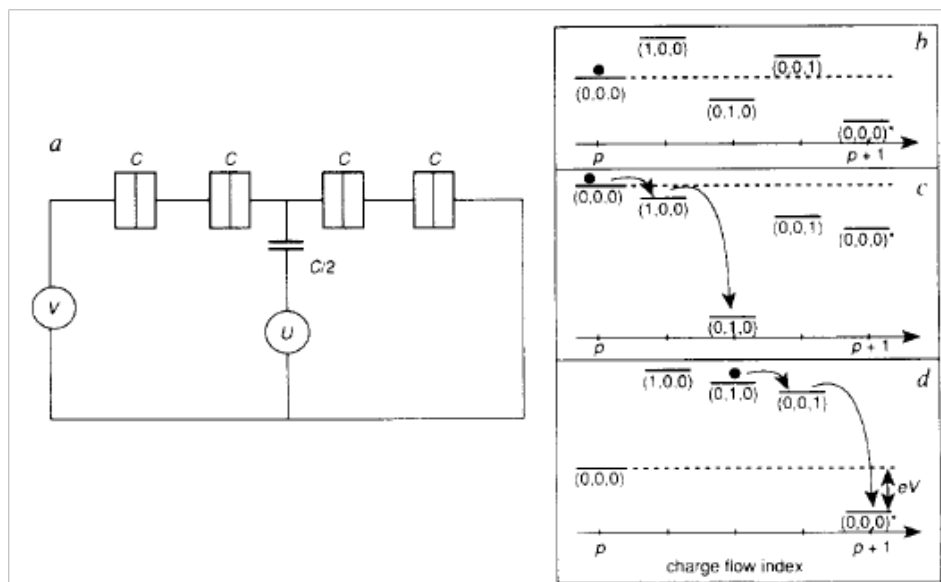 a
C C C C
C/2
V
U
b
(1,0,0)
(0,0,1)
(0,0,0)
(0,1,0)
(0,0,0)*
p p + 1
c
(0,0,0)
(1,0,0)
(0,0,1)
(0,0,0)*
(0,1,0)
p p + 1
d
(1,0,0) (0,1,0) (0,0,1)
(0,0,0)
eV
(0,0,0)*
p p + 1
charge flow index